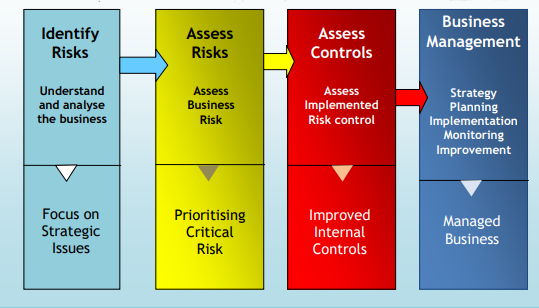 Identify
Risks
Understand
and analyse
the business
Focus on
Strategic
Issues
Assess
Risks
Assess
Business
Risk
Prioritising
Critical
Risk
Assess
Controls
Assess
Implemented
Risk control
Improved
Internal
Controls
Business
Management
Strategy
Planning
Implementation
Monitoring
Improvement
Managed
Business